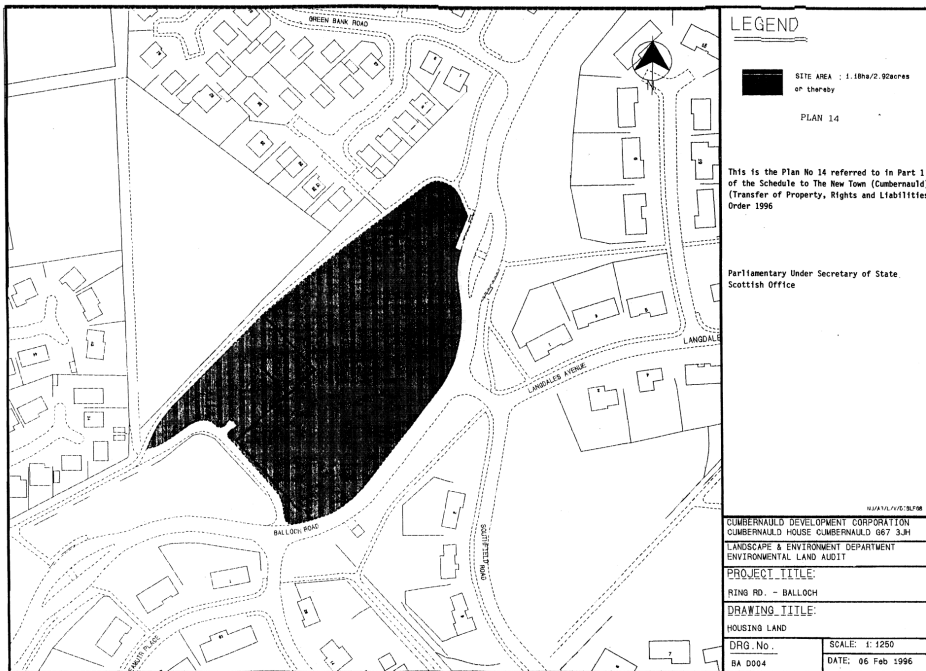 GREEN BANK ROAD
LANGDALES AVENUE
LANGDALE
BALLOCH ROAD
SOUTHFIELD ROAD
PLACE
N
LEGEND
SITE AREA : 1.18ha/2.92acres
or thereby
PLAN 14
This is the Plan No 14 referred to in Part 1
of the Schedule to The New Town (Cumbernauld)
(Transfer of Property, Rights and Liabilities
Order 1996
Parliamentary Under Secretary of State
Scottish Office
CUMBERNAULD DEVELOPMENT CORPORATION
CUMBERNAULD HOUSE CUMBERNAULD G67 3JH
LANDSCAPE & ENVIRONMENT DEPARTMENT
ENVIRONMENTAL LAND AUDIT
PROJECT TITLE:
RING RD. - BALLOCH
DRAWING TITLE:
HOUSING LAND
DRG.No.
BA D004
SCALE: 1:1250
DATE: 06 Feb 1996